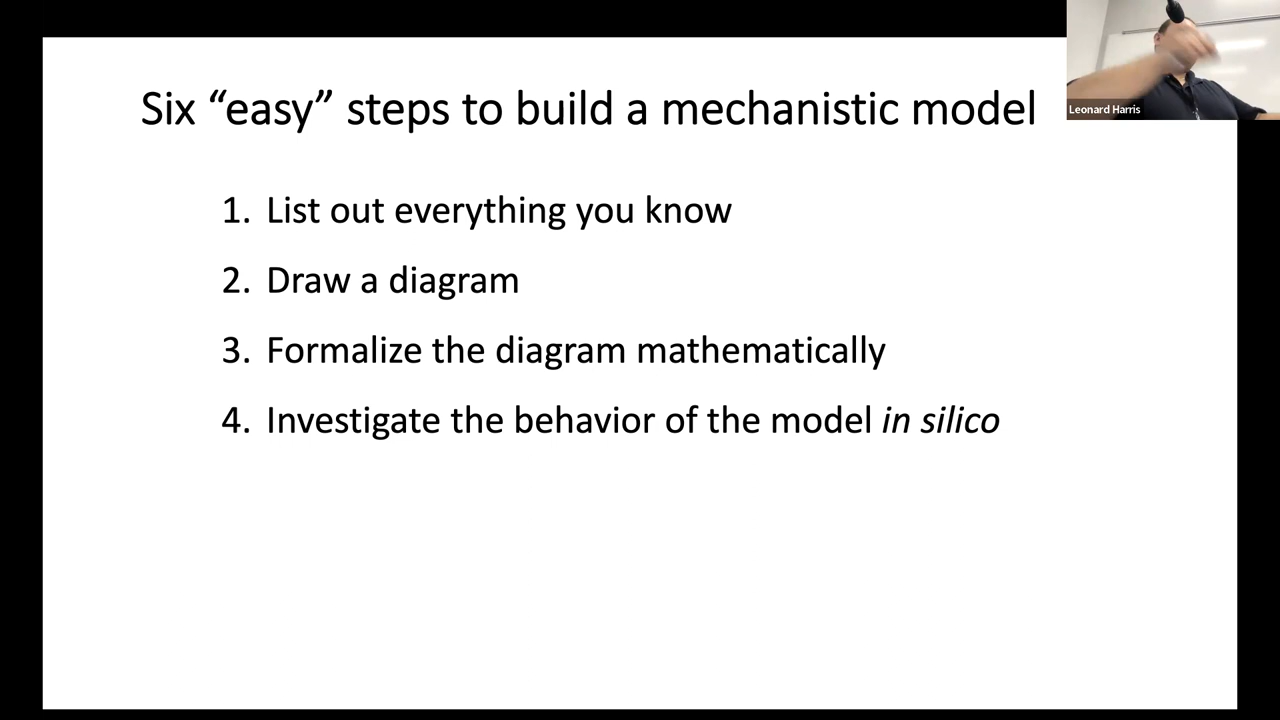 Six “easy” steps to build a mechanistic model
Leonard Harris
1. List out everything you know
2. Draw a diagram
3. Formalize the diagram mathematically
4. Investigate the behavior of the model in silico